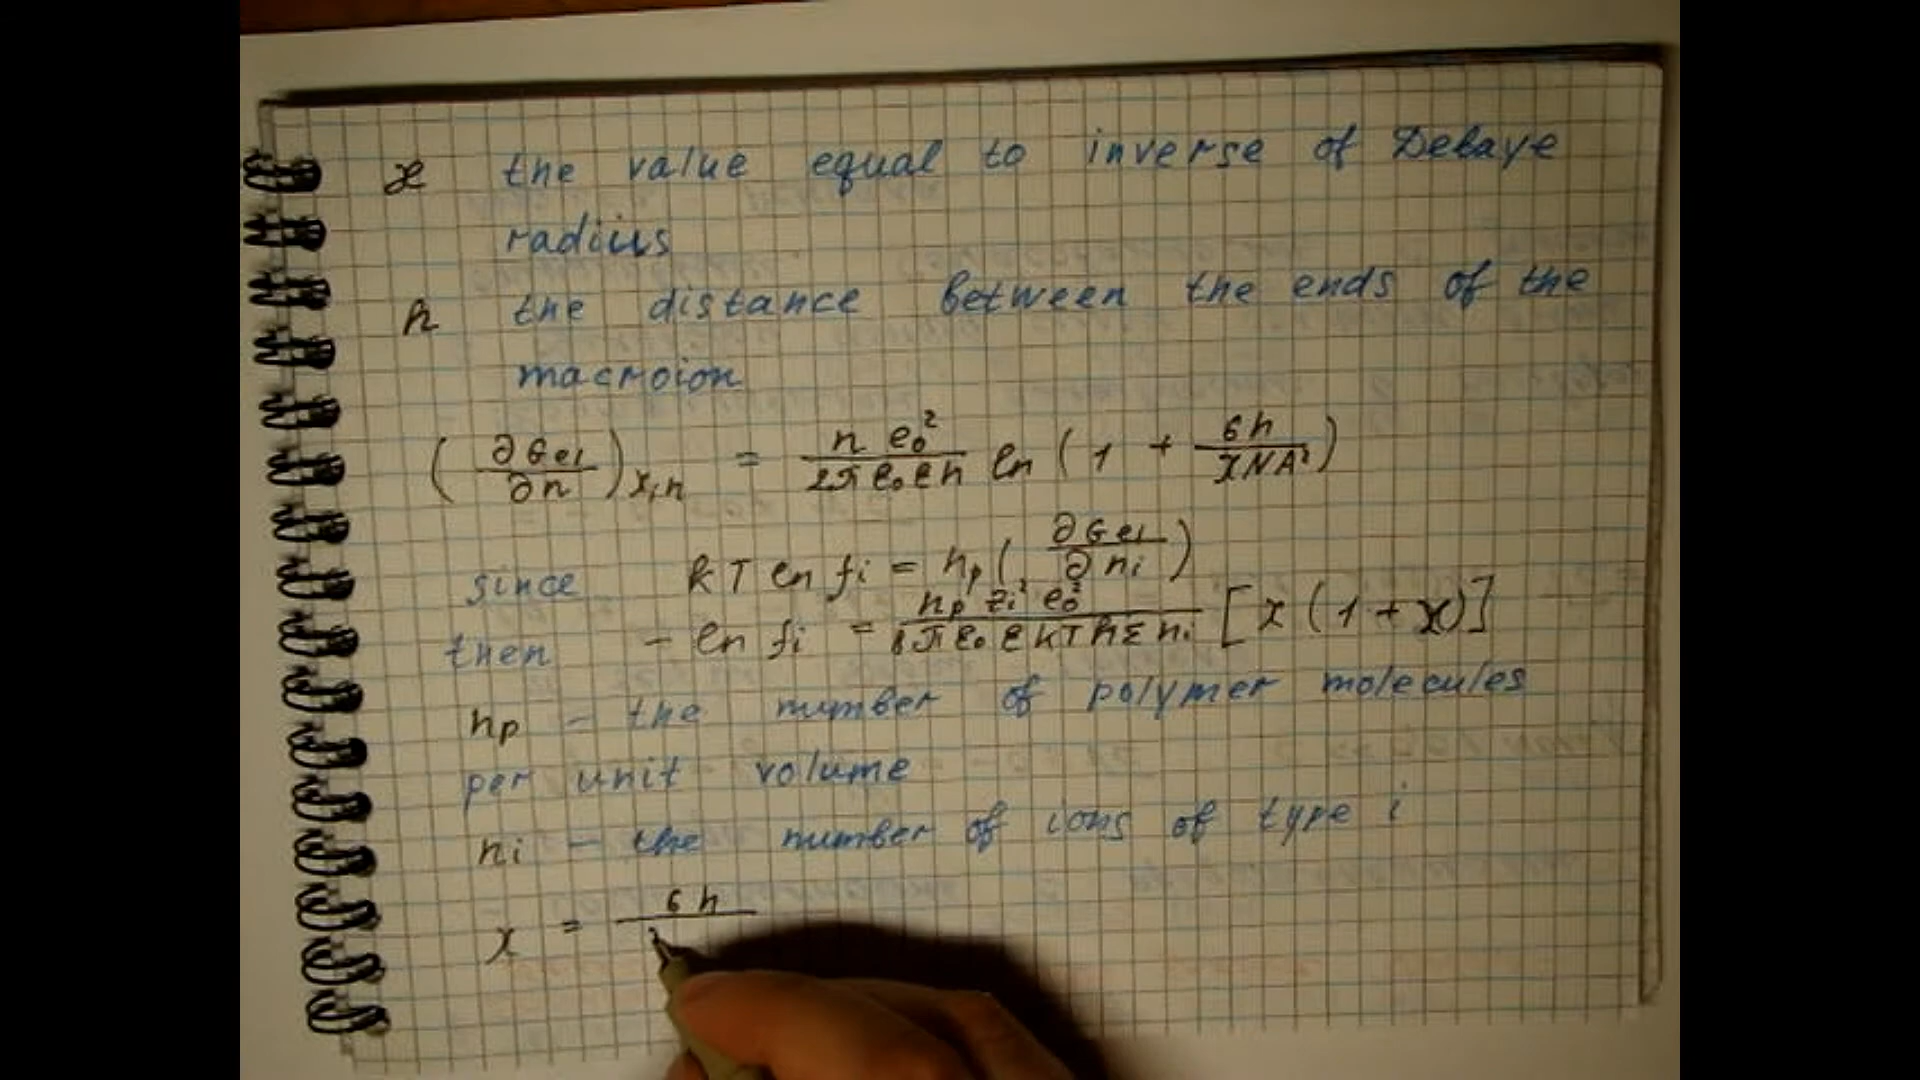 æ the value equal to inverse of Debaye
radius
h the distance between the ends of the
macroion
(∂Gel/∂n)x,n = n e₀²/2π e₀ e h ln (1 + 6h/χNA²)
since kT ln fi = np (∂Gel/∂ni)
then - ln fi = np zi² e₀²/8π ε₀ ε kT h Σ ni [x (1 + x)]
np - the number of polymer molecules
per unit volume
ni - the number of ions of type i
x = 6h